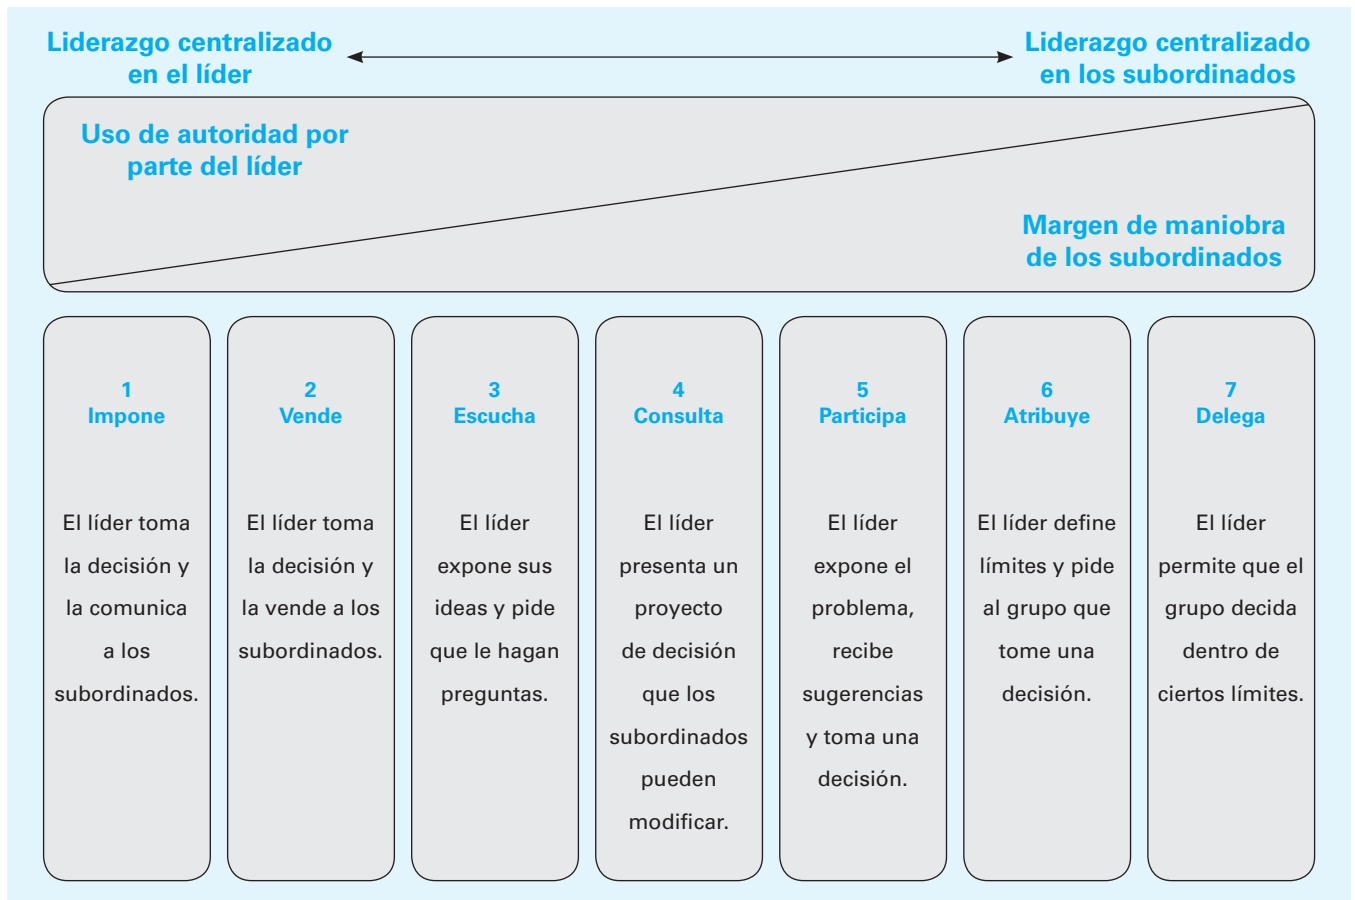 Liderazgo centralizado
en el líder
Liderazgo centralizado
en los subordinados
Uso de autoridad por
parte del líder
Margen de maniobra
de los subordinados
1
Impone
El líder toma
la decisión y
la comunica
a los
subordinados.
2
Vende
El líder toma
la decisión y
la vende a los
subordinados.
3
Escucha
El líder
expone sus
ideas y pide
que le hagan
preguntas.
4
Consulta
El líder
presenta un
proyecto
de decisión
que los
subordinados
pueden
modificar.
5
Participa
El líder
expone el
problema,
recibe
sugerencias
y toma una
decisión.
6
Atribuye
El líder define
límites y pide
al grupo que
tome una
decisión.
7
Delega
El líder
permite que el
grupo decida
dentro de
ciertos límites.